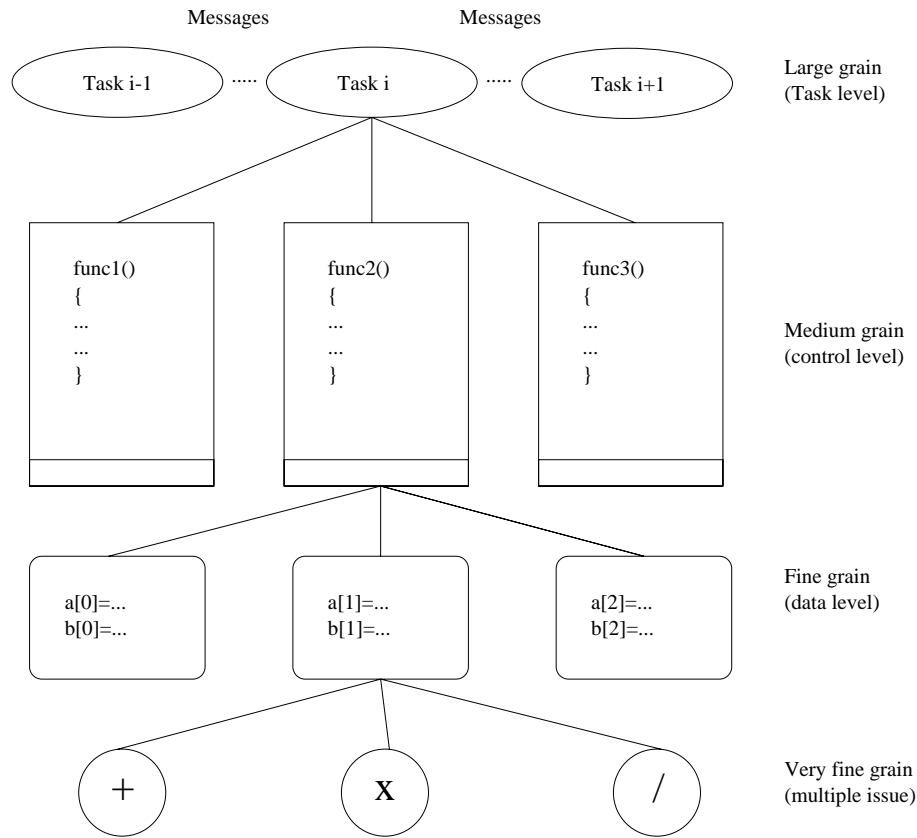 Messages
Messages
Task i-1
.....
Task i
.....
Task i+1
Large grain
(Task level)
func1()
{
...
...
}
func2()
{
...
...
}
func3()
{
...
...
}
Medium grain
(control level)
a[0]=...
b[0]=...
a[1]=...
b[1]=...
a[2]=...
b[2]=...
Fine grain
(data level)
+
x
/
Very fine grain
(multiple issue)